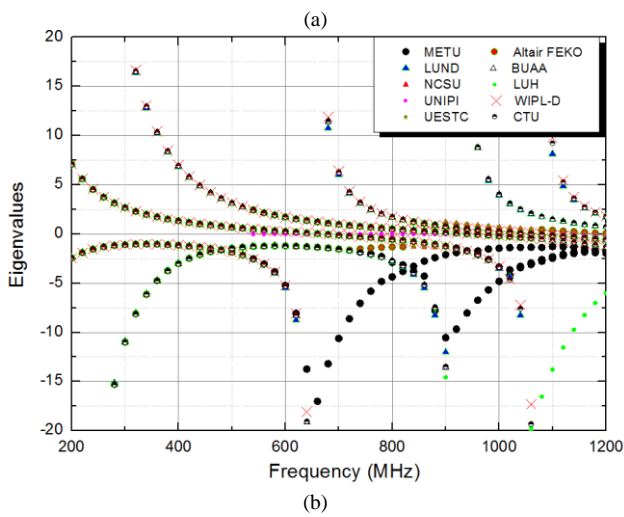 (a)
20
15
10
5
0
-5
-10
-15
-20
Eigenvalues
METU Altair FEKO
LUND BUAA
NCSU LUH
UNIPI WIPL-D
UESTC CTU
200 400 600 800 1000 1200
Frequency (MHz)
(b)